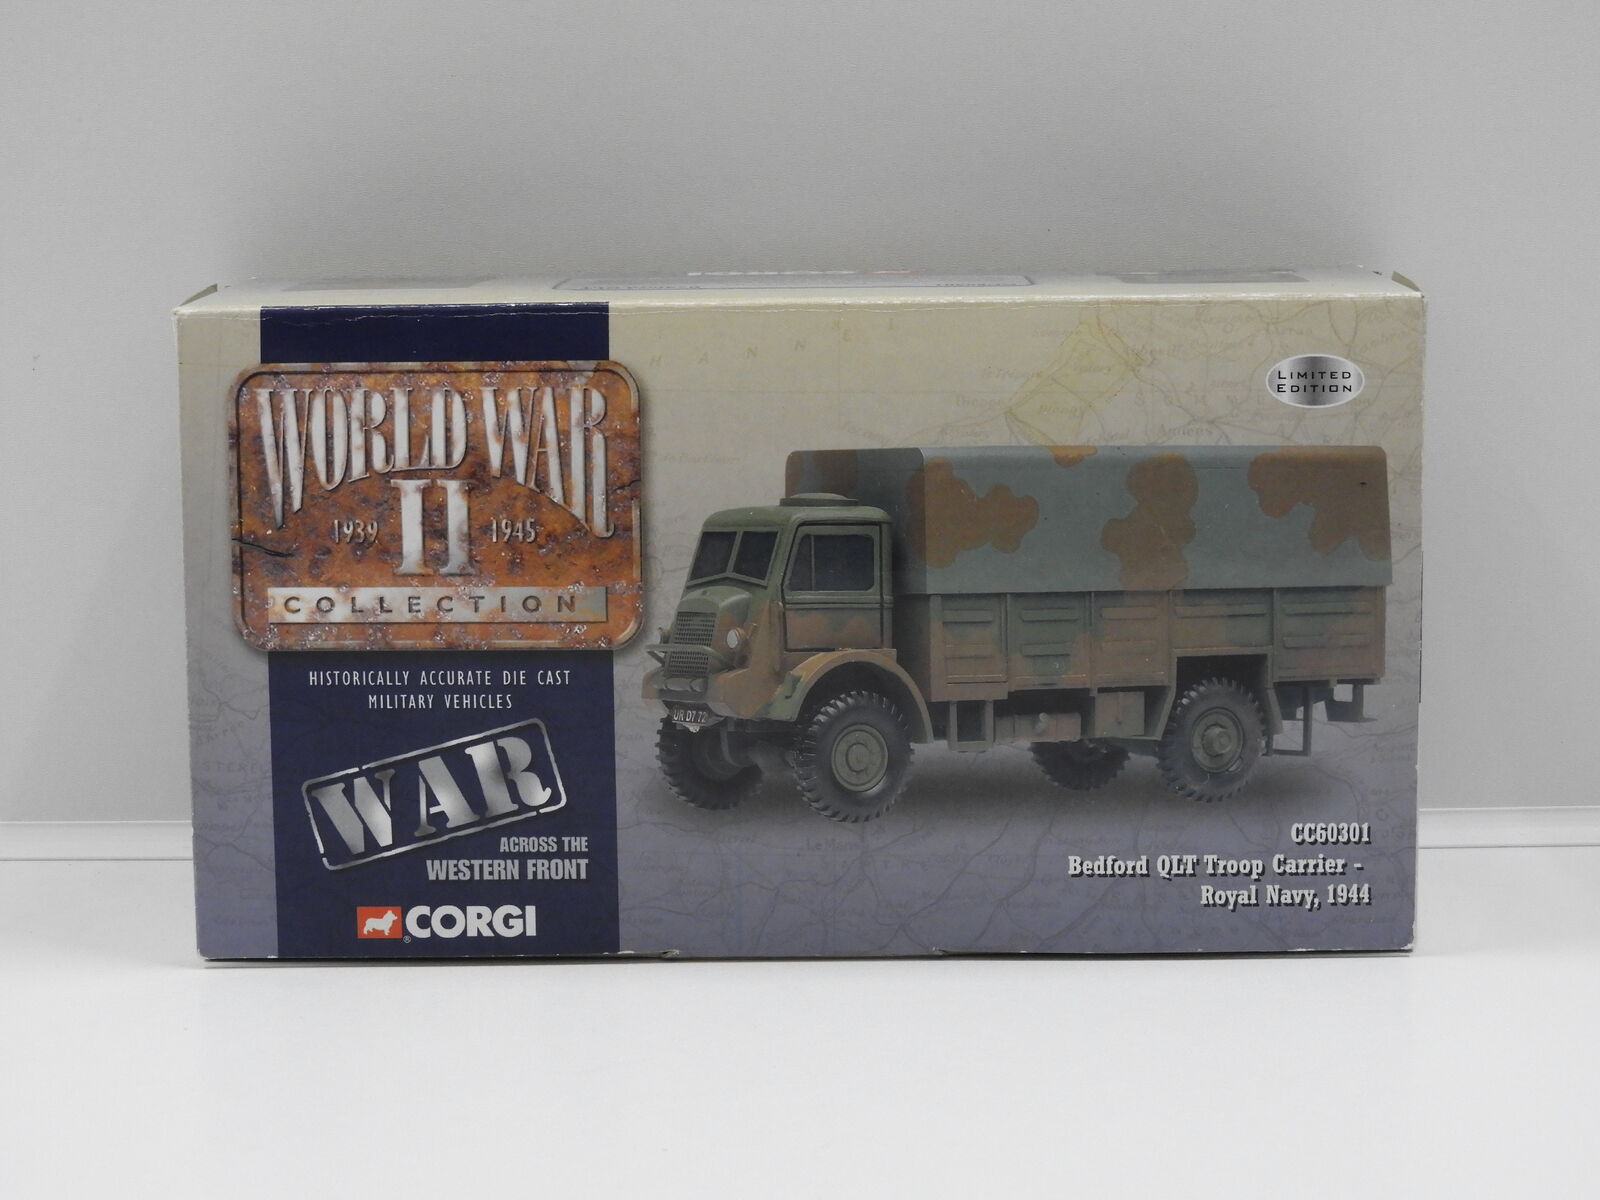 WORLD WAR
II
1939 1945
COLLECTION
HISTORICALLY ACCURATE DIE CAST
MILITARY VEHICLES
WAR
ACROSS THE
WESTERN FRONT
CORGI
LIMITED
EDITION
UR D7 72
CC60301
Bedford QLT Troop Carrier -
Royal Navy, 1944